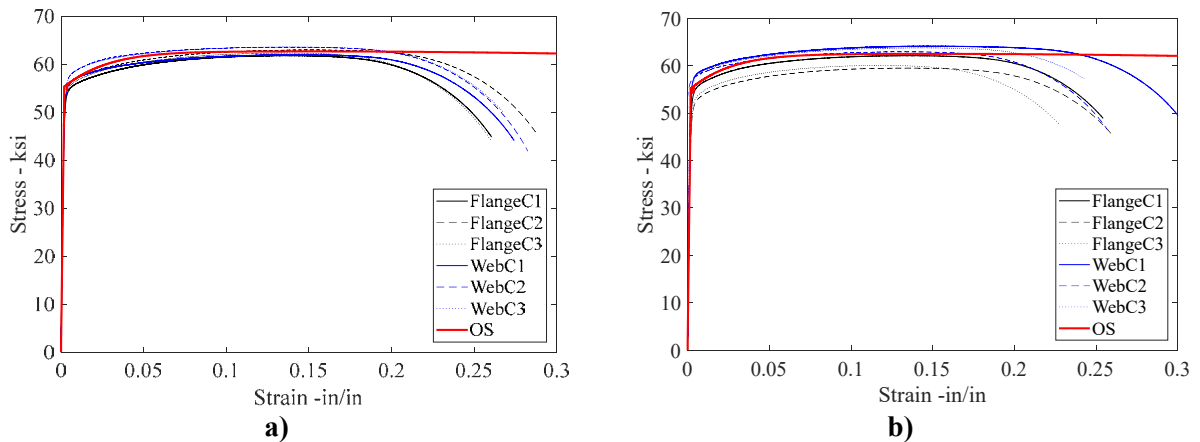 70
60
50
40
30
20
10
0
Stress - ksi
0
0.05
0.1
0.15
0.2
0.25
0.3
Strain -in/in
FlangeC1
FlangeC2
FlangeC3
WebC1
WebC2
WebC3
OS
a)
70
60
50
40
30
20
10
0
Stress - ksi
0
0.05
0.1
0.15
0.2
0.25
0.3
Strain -in/in
FlangeC1
FlangeC2
FlangeC3
WebC1
WebC2
WebC3
OS
b)